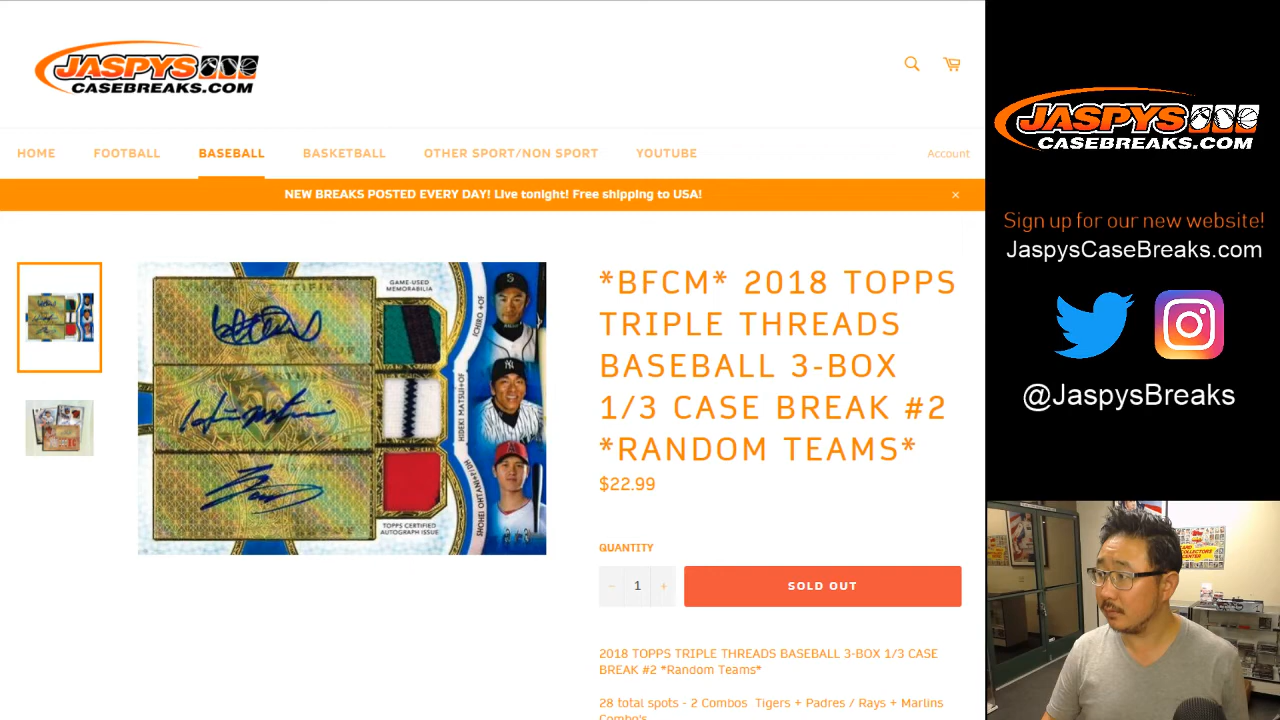 JASPYS
CASEBREAKS.COM
HOME
FOOTBALL
BASEBALL
BASKETBALL
OTHER SPORT/NON SPORT
YOUTUBE
Account
NEW BREAKS POSTED EVERY DAY! Live tonight! Free shipping to USA!
×
GAME-USED
MEMORABILIA
ICHIRO • OF
HIDEKI MATSUI • OF
SHOHEI OHTANI • P/DH
TOPPS CERTIFIED
AUTOGRAPH ISSUE
*BFCM* 2018 TOPPS
TRIPLE THREADS
BASEBALL 3-BOX
1/3 CASE BREAK #2
*RANDOM TEAMS*
$22.99
QUANTITY
− 1 +
SOLD OUT
2018 TOPPS TRIPLE THREADS BASEBALL 3-BOX 1/3 CASE
BREAK #2 *Random Teams*
28 total spots - 2 Combos Tigers + Padres / Rays + Marlins
Combo's
JASPYS
CASEBREAKS.COM
Sign up for our new website!
JaspysCaseBreaks.com
@JaspysBreaks